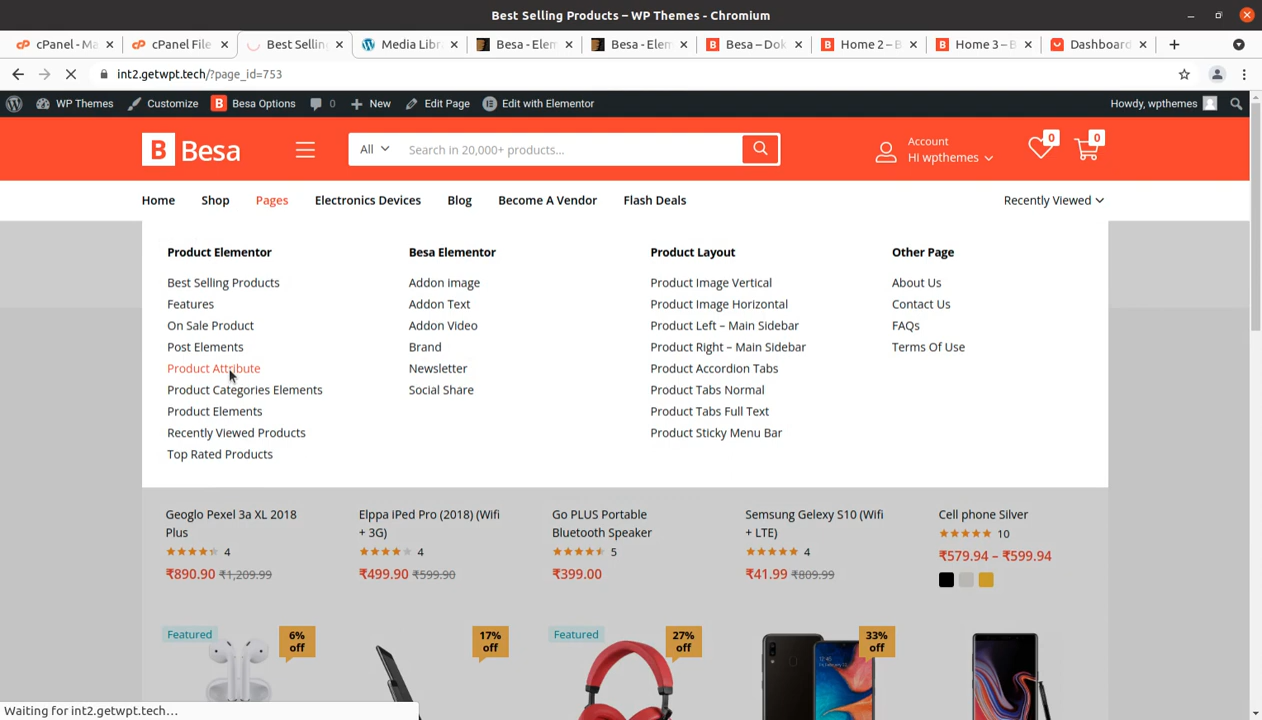 Best Selling Products – WP Themes - Chromium
cPanel - Ma
cPanel File
Best Selling
Media Libr
Besa - Elem
Besa - Elem
Besa – Dok
Home 2 – B
Home 3 – B
Dashboard
int2.getwpt.tech/?page_id=753
WP Themes
Customize
B Besa Options
0
New
Edit Page
Edit with Elementor
Howdy, wpthemes
B Besa
All
Search in 20,000+ products...
Account
Hi wpthemes
0
0
Home
Shop
Pages
Electronics Devices
Blog
Become A Vendor
Flash Deals
Recently Viewed
Product Elementor
Best Selling Products
Features
On Sale Product
Post Elements
Product Attribute
Product Categories Elements
Product Elements
Recently Viewed Products
Top Rated Products
Besa Elementor
Addon Image
Addon Text
Addon Video
Brand
Newsletter
Social Share
Product Layout
Product Image Vertical
Product Image Horizontal
Product Left – Main Sidebar
Product Right – Main Sidebar
Product Accordion Tabs
Product Tabs Normal
Product Tabs Full Text
Product Sticky Menu Bar
Other Page
About Us
Contact Us
FAQs
Terms Of Use
Geoglo Pexel 3a XL 2018
Plus
4
₹890.90 ₹1,209.99
Elppa iPed Pro (2018) (Wifi
+ 3G)
4
₹499.90 ₹599.90
Go PLUS Portable
Bluetooth Speaker
5
₹399.00
Semsung Gelexy S10 (Wifi
+ LTE)
4
₹41.99 ₹809.99
Cell phone Silver
10
₹579.94 – ₹599.94
Featured
6%
off
17%
off
Featured
27%
off
33%
off
Waiting for int2.getwpt.tech...